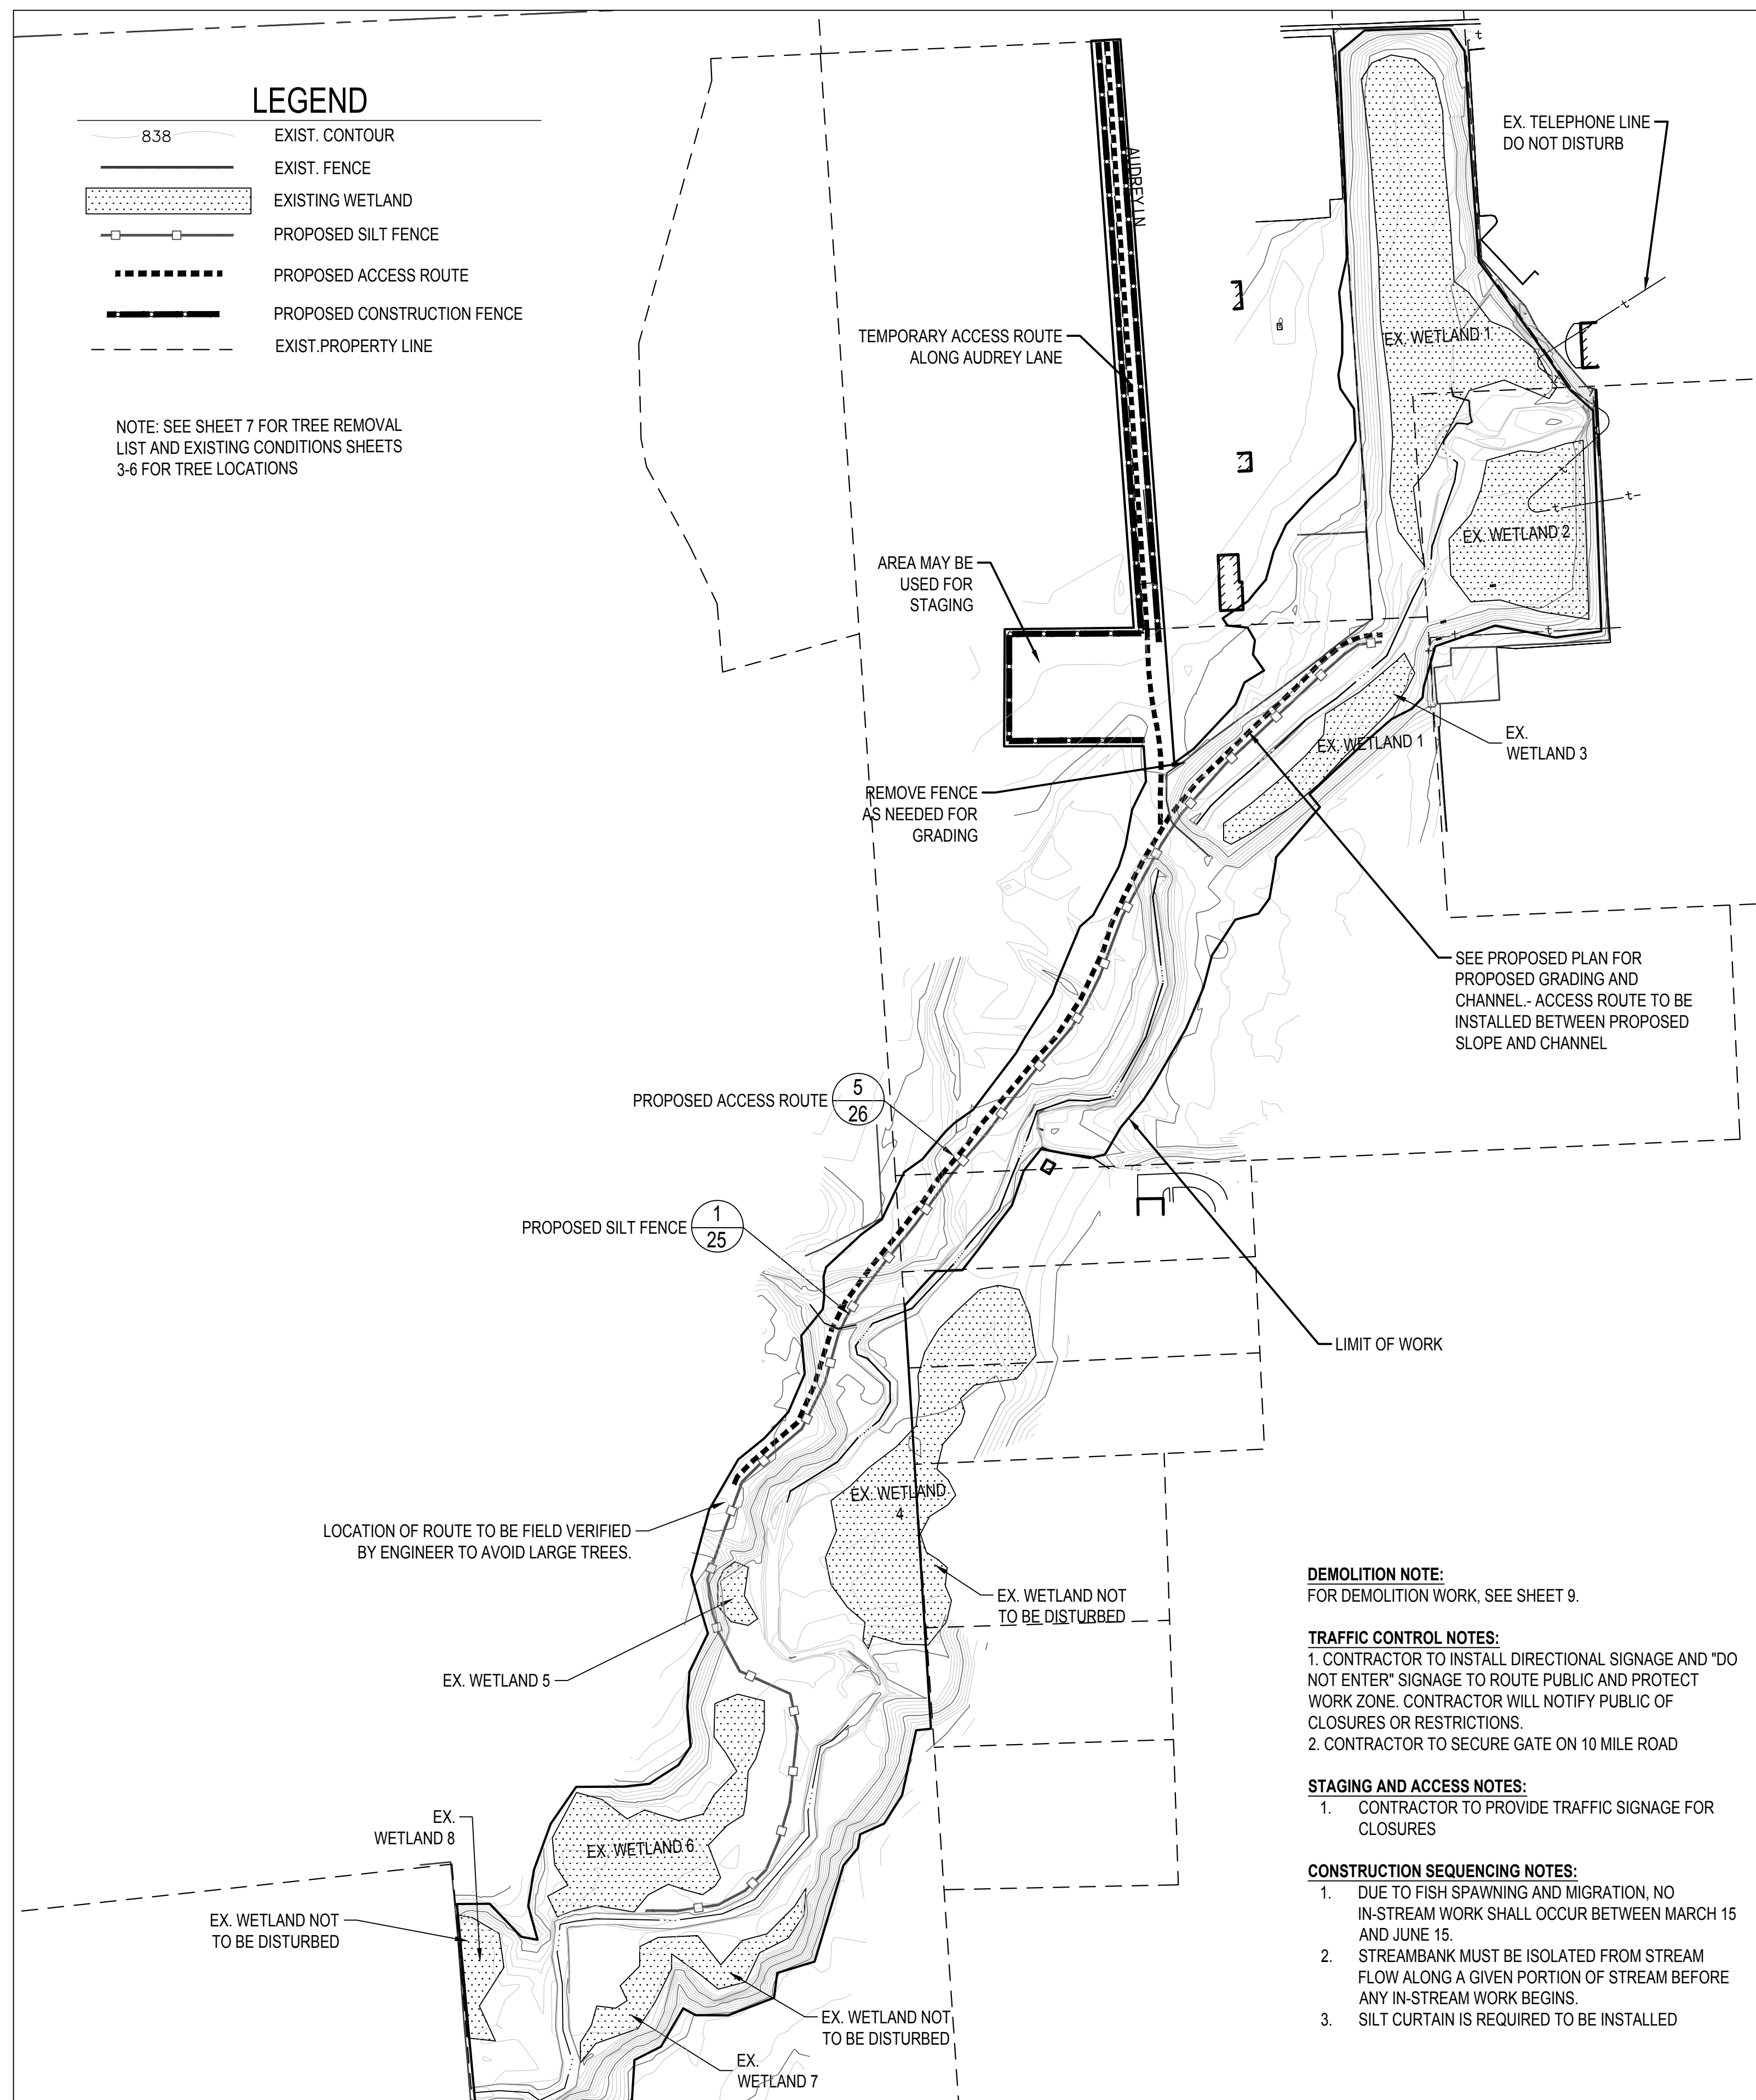 LEGEND
838
EXIST. CONTOUR
EXIST. FENCE
EXISTING WETLAND
PROPOSED SILT FENCE
PROPOSED ACCESS ROUTE
PROPOSED CONSTRUCTION FENCE
EXIST.PROPERTY LINE
NOTE: SEE SHEET 7 FOR TREE REMOVAL
LIST AND EXISTING CONDITIONS SHEETS
3-6 FOR TREE LOCATIONS
AUDREY LN
t
EX. TELEPHONE LINE
DO NOT DISTURB
t
TEMPORARY ACCESS ROUTE
ALONG AUDREY LANE
EX. WETLAND 1
t
t
t
EX. WETLAND 2
AREA MAY BE
USED FOR
STAGING
t
t
EX. WETLAND 1
EX.
WETLAND 3
REMOVE FENCE
AS NEEDED FOR
GRADING
SEE PROPOSED PLAN FOR
PROPOSED GRADING AND
CHANNEL.- ACCESS ROUTE TO BE
INSTALLED BETWEEN PROPOSED
SLOPE AND CHANNEL
PROPOSED ACCESS ROUTE
5
26
PROPOSED SILT FENCE
1
25
LIMIT OF WORK
EX. WETLAND
4
LOCATION OF ROUTE TO BE FIELD VERIFIED
BY ENGINEER TO AVOID LARGE TREES.
EX. WETLAND NOT
TO BE DISTURBED
EX. WETLAND 5
EX.
WETLAND 8
EX. WETLAND 6
EX. WETLAND NOT
TO BE DISTURBED
EX. WETLAND NOT
TO BE DISTURBED
EX.
WETLAND 7
DEMOLITION NOTE:
FOR DEMOLITION WORK, SEE SHEET 9.
TRAFFIC CONTROL NOTES:
1. CONTRACTOR TO INSTALL DIRECTIONAL SIGNAGE AND "DO
NOT ENTER" SIGNAGE TO ROUTE PUBLIC AND PROTECT
WORK ZONE. CONTRACTOR WILL NOTIFY PUBLIC OF
CLOSURES OR RESTRICTIONS.
2. CONTRACTOR TO SECURE GATE ON 10 MILE ROAD
STAGING AND ACCESS NOTES:
1. CONTRACTOR TO PROVIDE TRAFFIC SIGNAGE FOR
CLOSURES
CONSTRUCTION SEQUENCING NOTES:
1. DUE TO FISH SPAWNING AND MIGRATION, NO
IN-STREAM WORK SHALL OCCUR BETWEEN MARCH 15
AND JUNE 15.
2. STREAMBANK MUST BE ISOLATED FROM STREAM
FLOW ALONG A GIVEN PORTION OF STREAM BEFORE
ANY IN-STREAM WORK BEGINS.
3. SILT CURTAIN IS REQUIRED TO BE INSTALLED